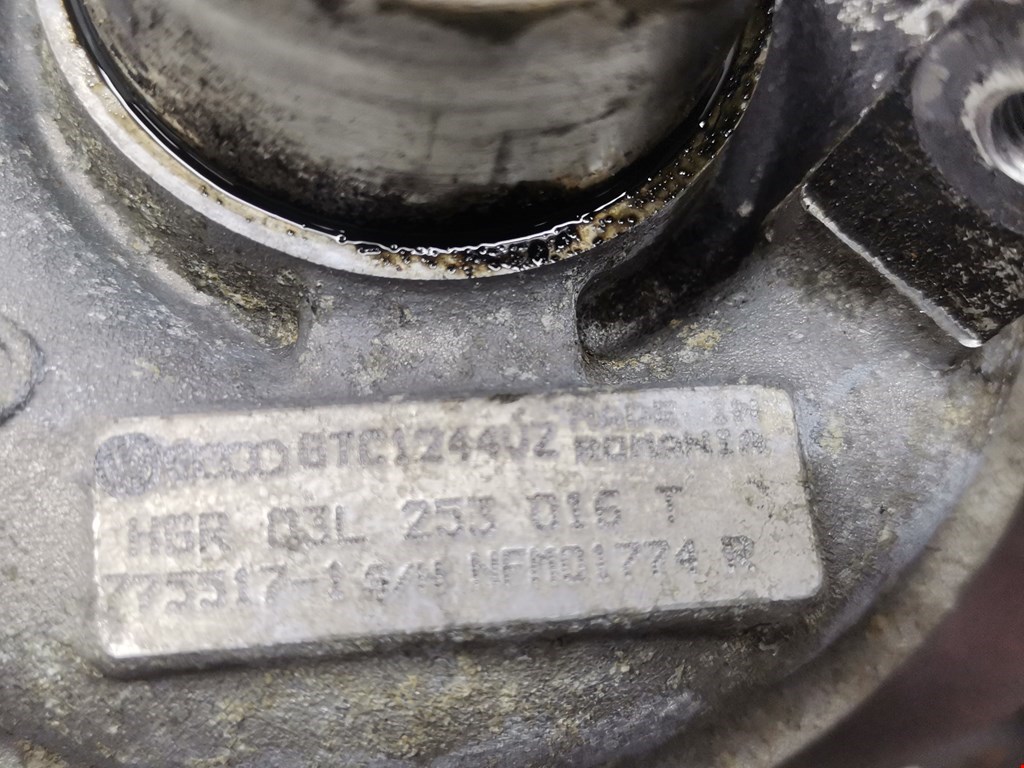 GTC1244VZ MADE IN ROMANIA
HGR 03L 253 016 T
775517-1 S/N NFM01774 R